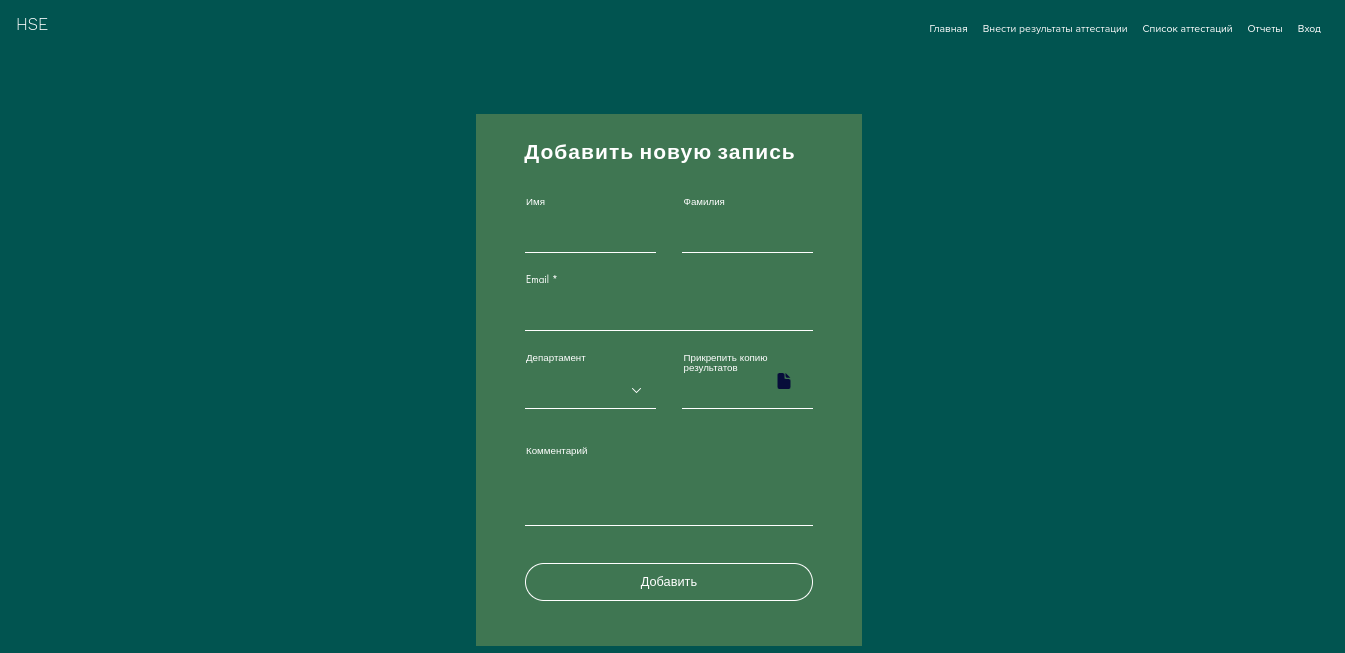 HSE
Главная Внести результаты аттестации Список аттестаций Отчеты Вход
Добавить новую запись
Имя Фамилия
Email *
Департамент Прикрепить копию
результатов
Комментарий
Добавить